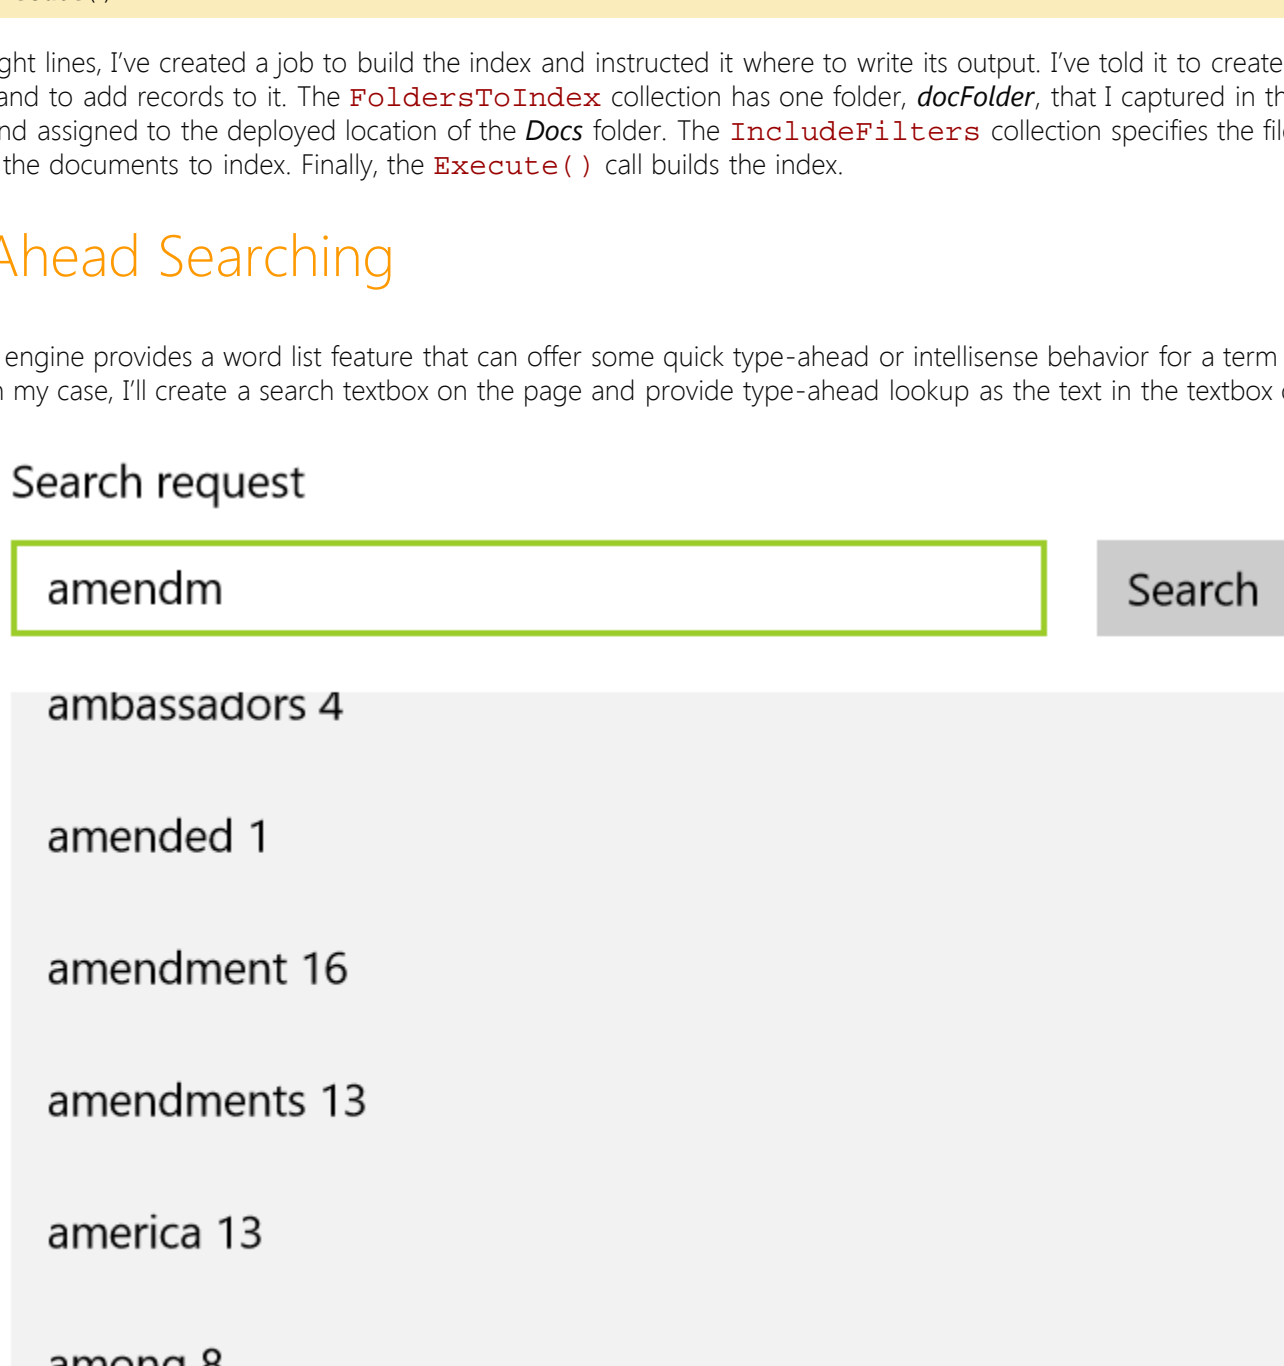 ght lines, I've created a job to build the index and instructed it where to write its output. I've told it to create
and to add records to it. The FoldersToIndex collection has one folder, docFolder, that I captured in th
nd assigned to the deployed location of the Docs folder. The IncludeFilters collection specifies the fil
the documents to index. Finally, the Execute() call builds the index.
Ahead Searching
engine provides a word list feature that can offer some quick type-ahead or intellisense behavior for a term
n my case, I'll create a search textbox on the page and provide type-ahead lookup as the text in the textbox
Search request
amendm
Search
ambassadors 4
amended 1
amendment 16
amendments 13
america 13
among 8